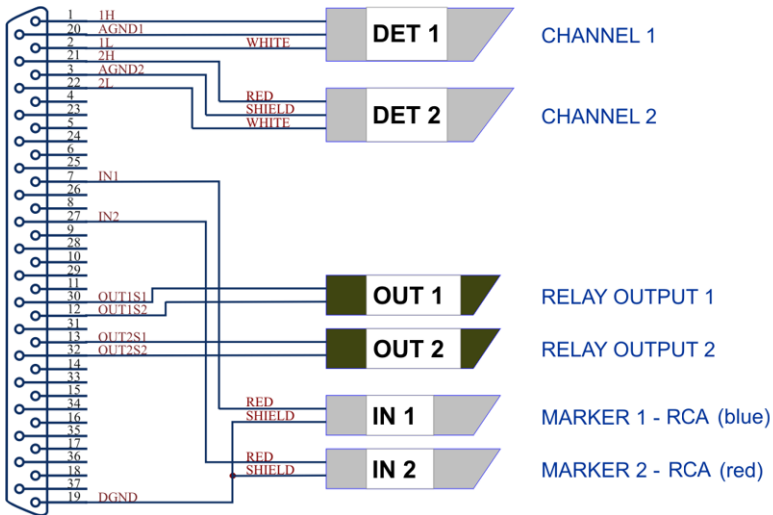 1 1H
20 AGND1
2 1L WHITE
DET 1 CHANNEL 1
21 2H
3 AGND2
22 2L
4 RED
23 SHIELD
5 WHITE
DET 2 CHANNEL 2
24
6
25
7 IN1
26
8
27 IN2
9
28
10
29
11
30 OUT1S1
12 OUT1S2
OUT 1 RELAY OUTPUT 1
31
13 OUT2S1
32 OUT2S2
OUT 2 RELAY OUTPUT 2
14
33
15
34 RED
16 SHIELD
IN 1 MARKER 1 - RCA (blue)
35
17
36 RED
18 SHIELD
IN 2 MARKER 2 - RCA (red)
37
19 DGND